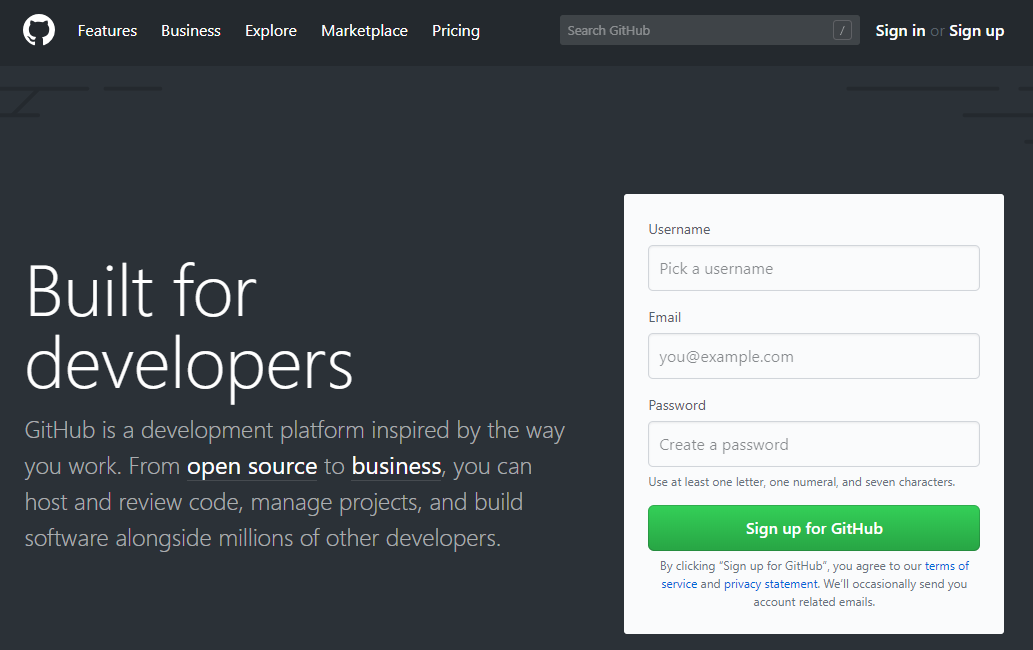 Features Business Explore Marketplace Pricing Search GitHub / Sign in or Sign up
Built for
developers
GitHub is a development platform inspired by the way
you work. From open source to business, you can
host and review code, manage projects, and build
software alongside millions of other developers.
Username
Pick a username
Email
you@example.com
Password
Create a password
Use at least one letter, one numeral, and seven characters.
Sign up for GitHub
By clicking “Sign up for GitHub”, you agree to our terms of
service and privacy statement. We’ll occasionally send you
account related emails.